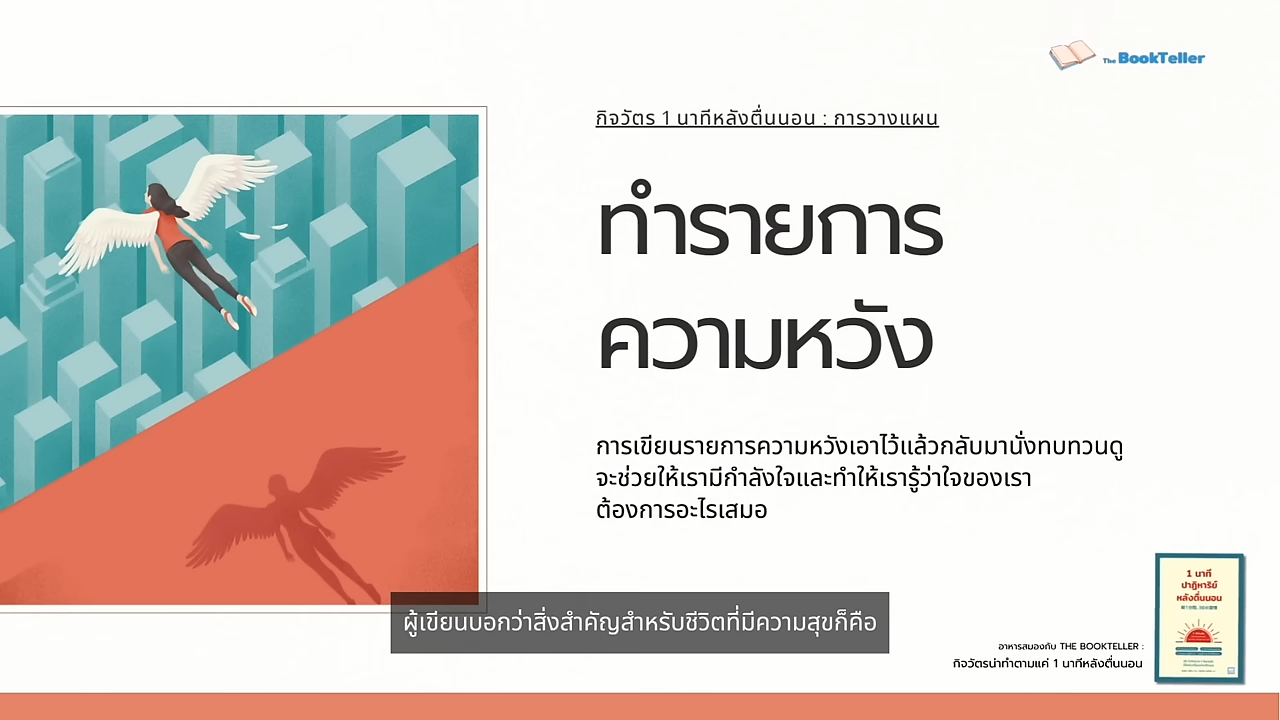 The BookTeller
กิจวัตร 1 นาทีหลังตื่นนอน : การวางแผน
ทำรายการ
ความหวัง
การเขียนรายการความหวังเอาไว้แล้วกลับมานั่งทบทวนดู
จะช่วยให้เรามีกำลังใจและทำให้เรารู้ว่าใจของเรา
ต้องการอะไรเสมอ
ผู้เขียนบอกว่าสิ่งสำคัญสำหรับชีวิตที่มีความสุขก็คือ
อาหารสมองกับ THE BOOKTELLER :
กิจวัตรน่าทำตามแค่ 1 นาทีหลังตื่นนอน
1 นาที
ปาฏิหาริย์
หลังตื่นนอน